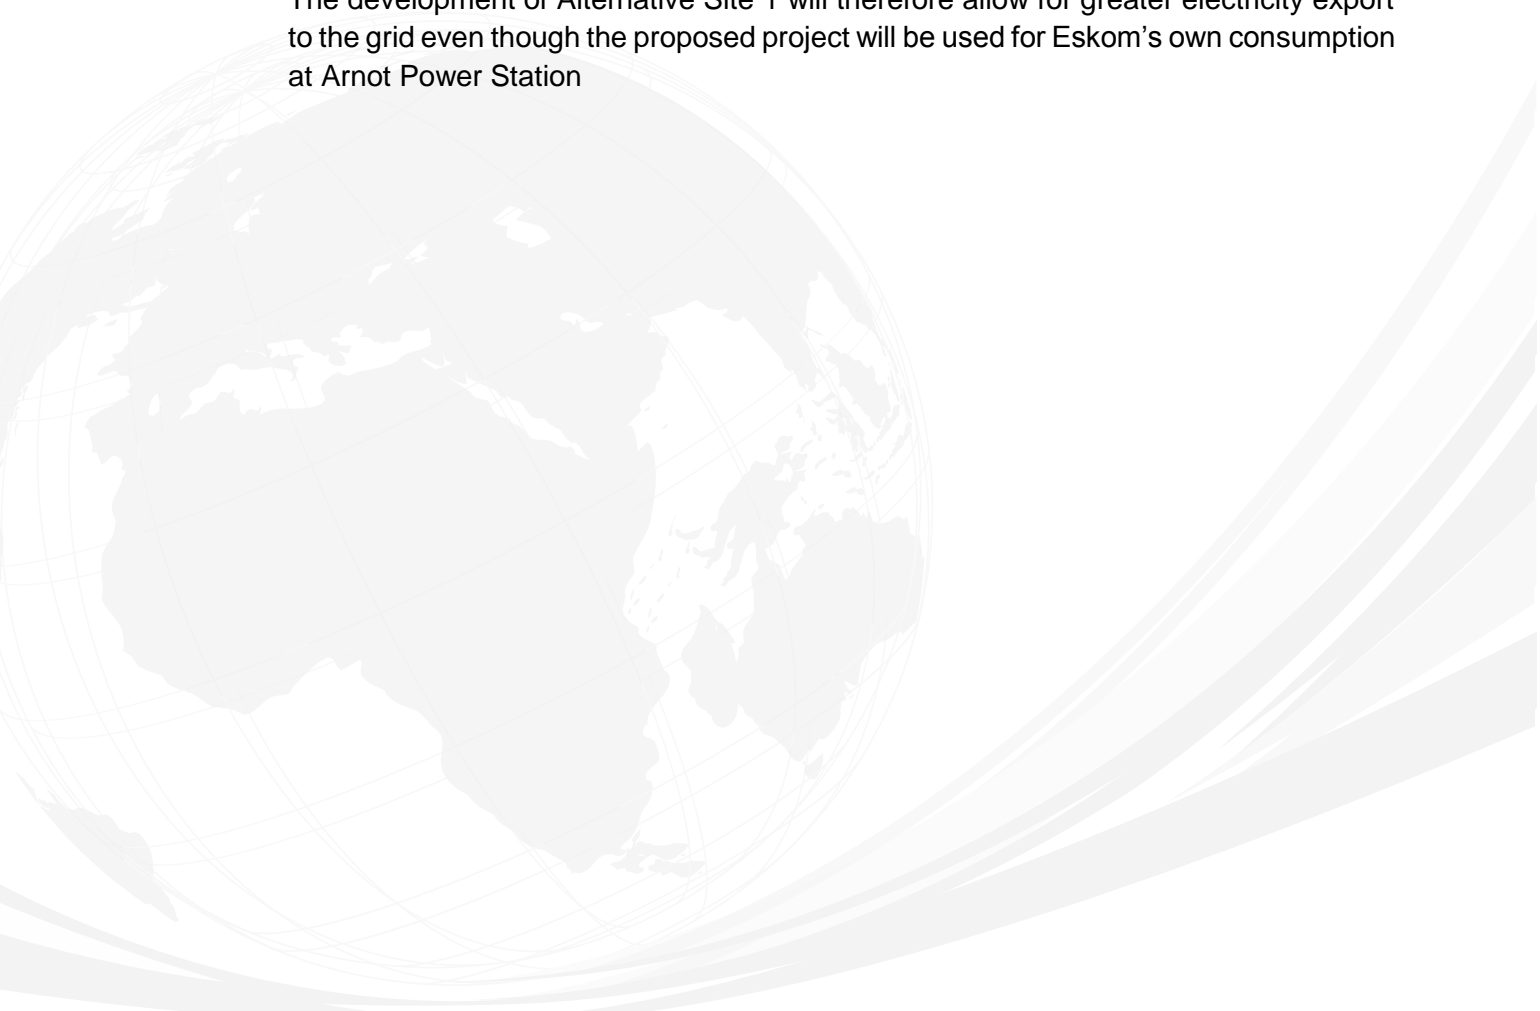 The development of Alternative Site 1 will therefore allow for greater electricity export
to the grid even though the proposed project will be used for Eskom’s own consumption
at Arnot Power Station